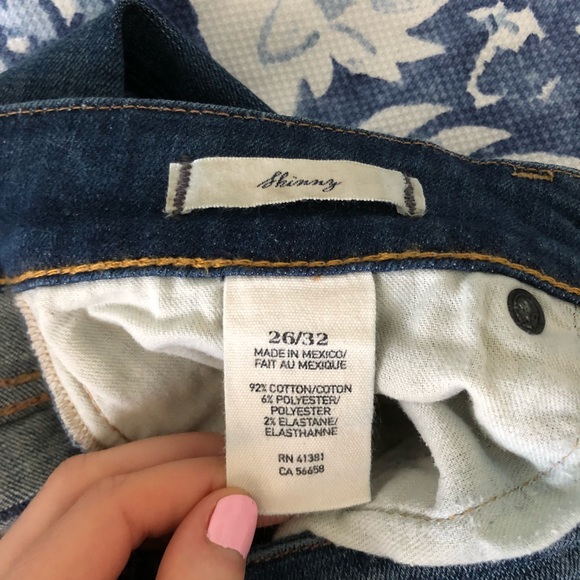 Skinny
26/32
MADE IN MEXICO/
FAIT AU MEXIQUE
92% COTTON/COTON
6% POLYESTER/
POLYESTER
2% ELASTANE/
ELASTHANNE
RN 41381
CA 56658